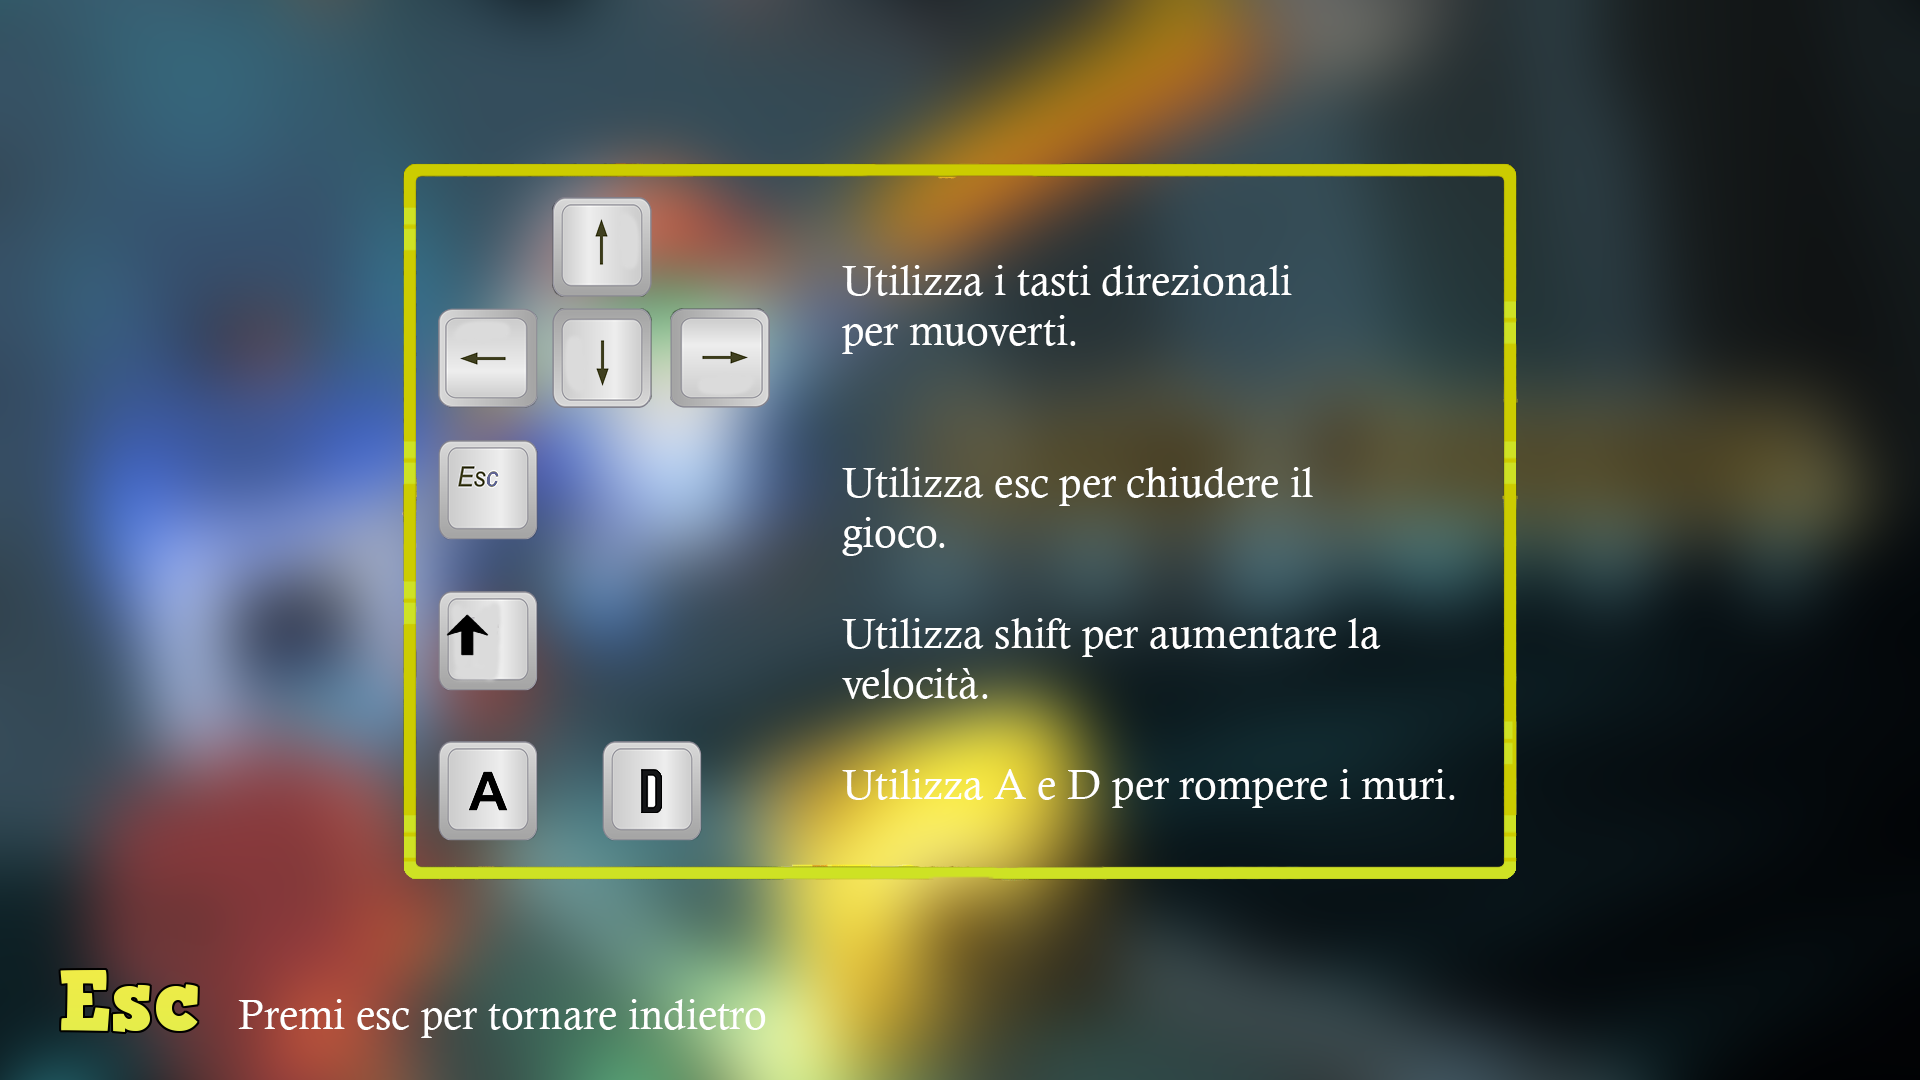 Utilizza i tasti direzionali
per muoverti.
Esc
Utilizza esc per chiudere il
gioco.
Utilizza shift per aumentare la
velocità.
A D
Utilizza A e D per rompere i muri.
Esc
Premi esc per tornare indietro